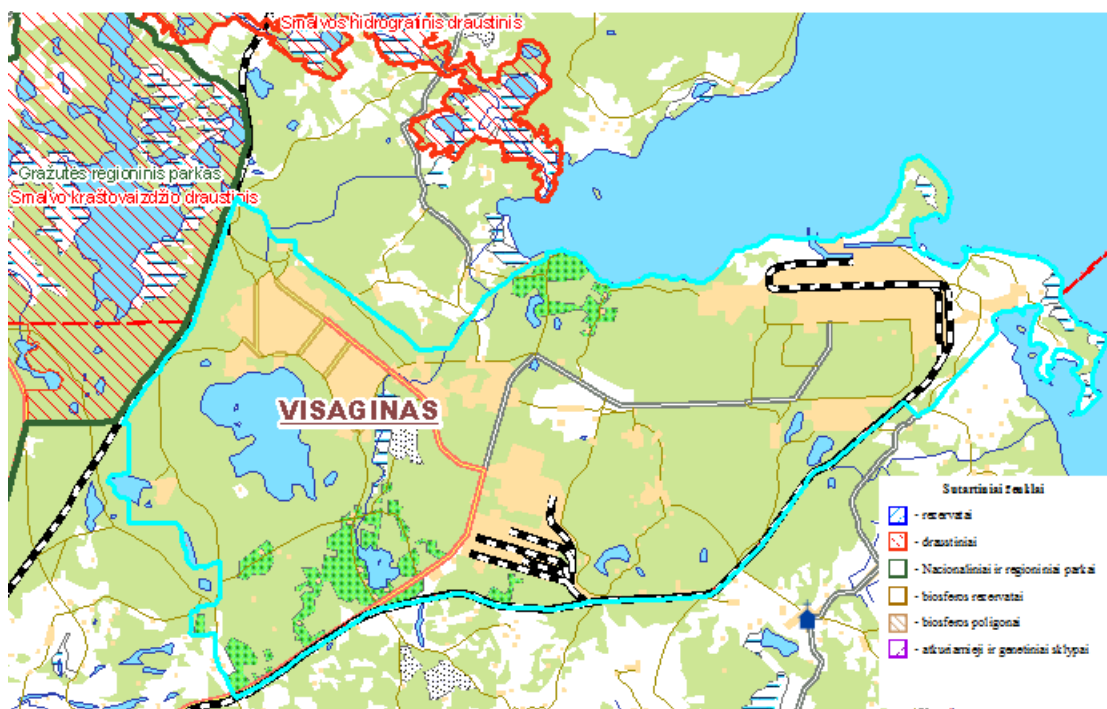 Smalvos hidrografinis draustinis
Gražutės regioninis parkas
Smalvo kraštovaizdžio draustinis
VISAGINAS
Sutartiniai ženklai
- rezervatai
- draustiniai
- Nacionaliniai ir regioniniai parkai
- biosferos rezervatai
- biosferos poligonai
- atkuriamieji ir genetiniai sklypai